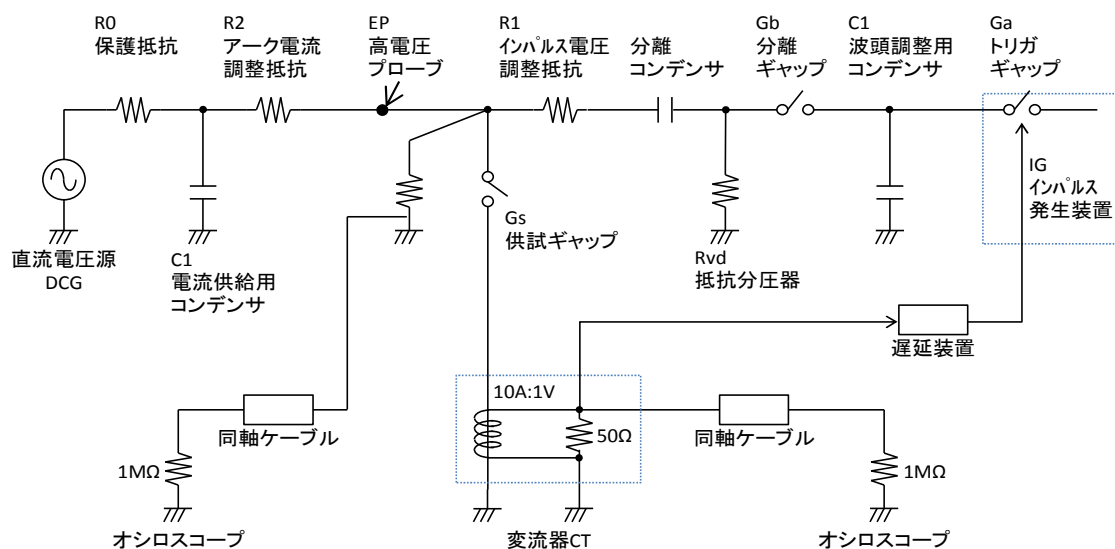 R0
保護抵抗
R2
アーク電流
調整抵抗
EP
高電圧
プローブ
R1
インパルス電圧
調整抵抗
分離
コンデンサ
Gb
分離
ギャップ
C1
波頭調整用
コンデンサ
Ga
トリガ
ギャップ
直流電圧源
DCG
C1
電流供給用
コンデンサ
Gs
供試ギャップ
Rvd
抵抗分圧器
IG
インパルス
発生装置
遅延装置
10A:1V
50Ω
同軸ケーブル
同軸ケーブル
1MΩ
1MΩ
オシロスコープ
変流器CT
オシロスコープ